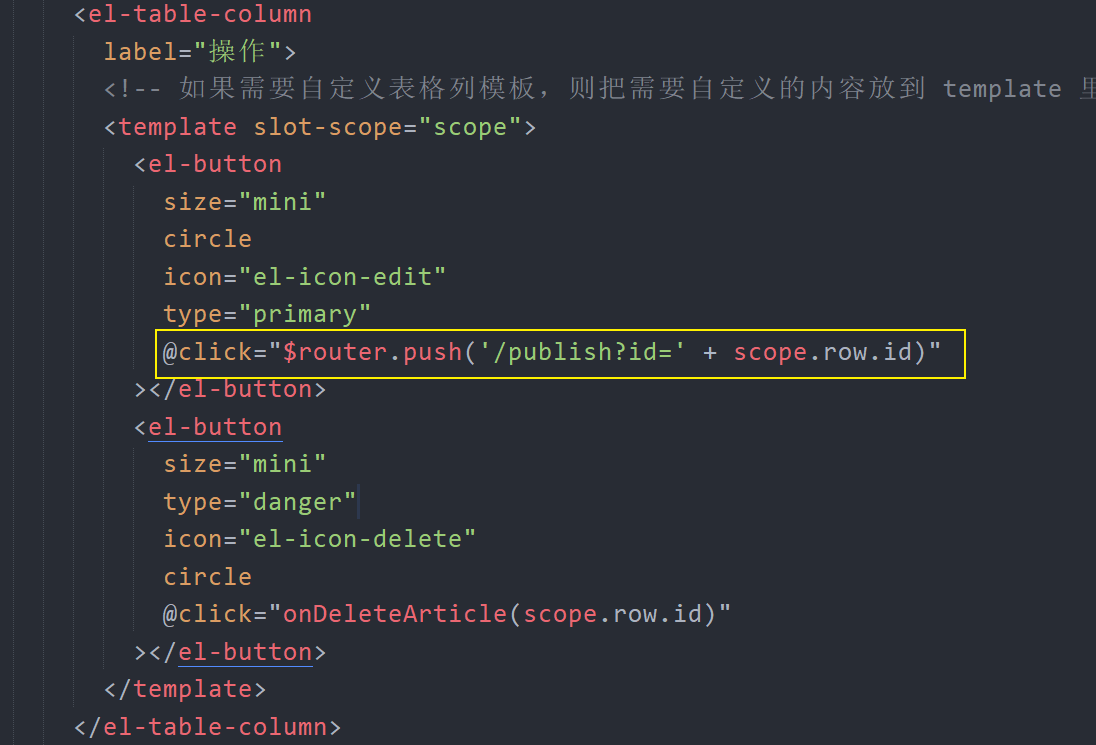 <el-table-column
label="操作">
<!-- 如果需要自定义表格列模板，则把需要自定义的内容放到 template 里
<template slot-scope="scope">
<el-button
size="mini"
circle
icon="el-icon-edit"
type="primary"
@click="$router.push('/publish?id=' + scope.row.id)"
></el-button>
<el-button
size="mini"
type="danger"
icon="el-icon-delete"
circle
@click="onDeleteArticle(scope.row.id)"
></el-button>
</template>
</el-table-column>